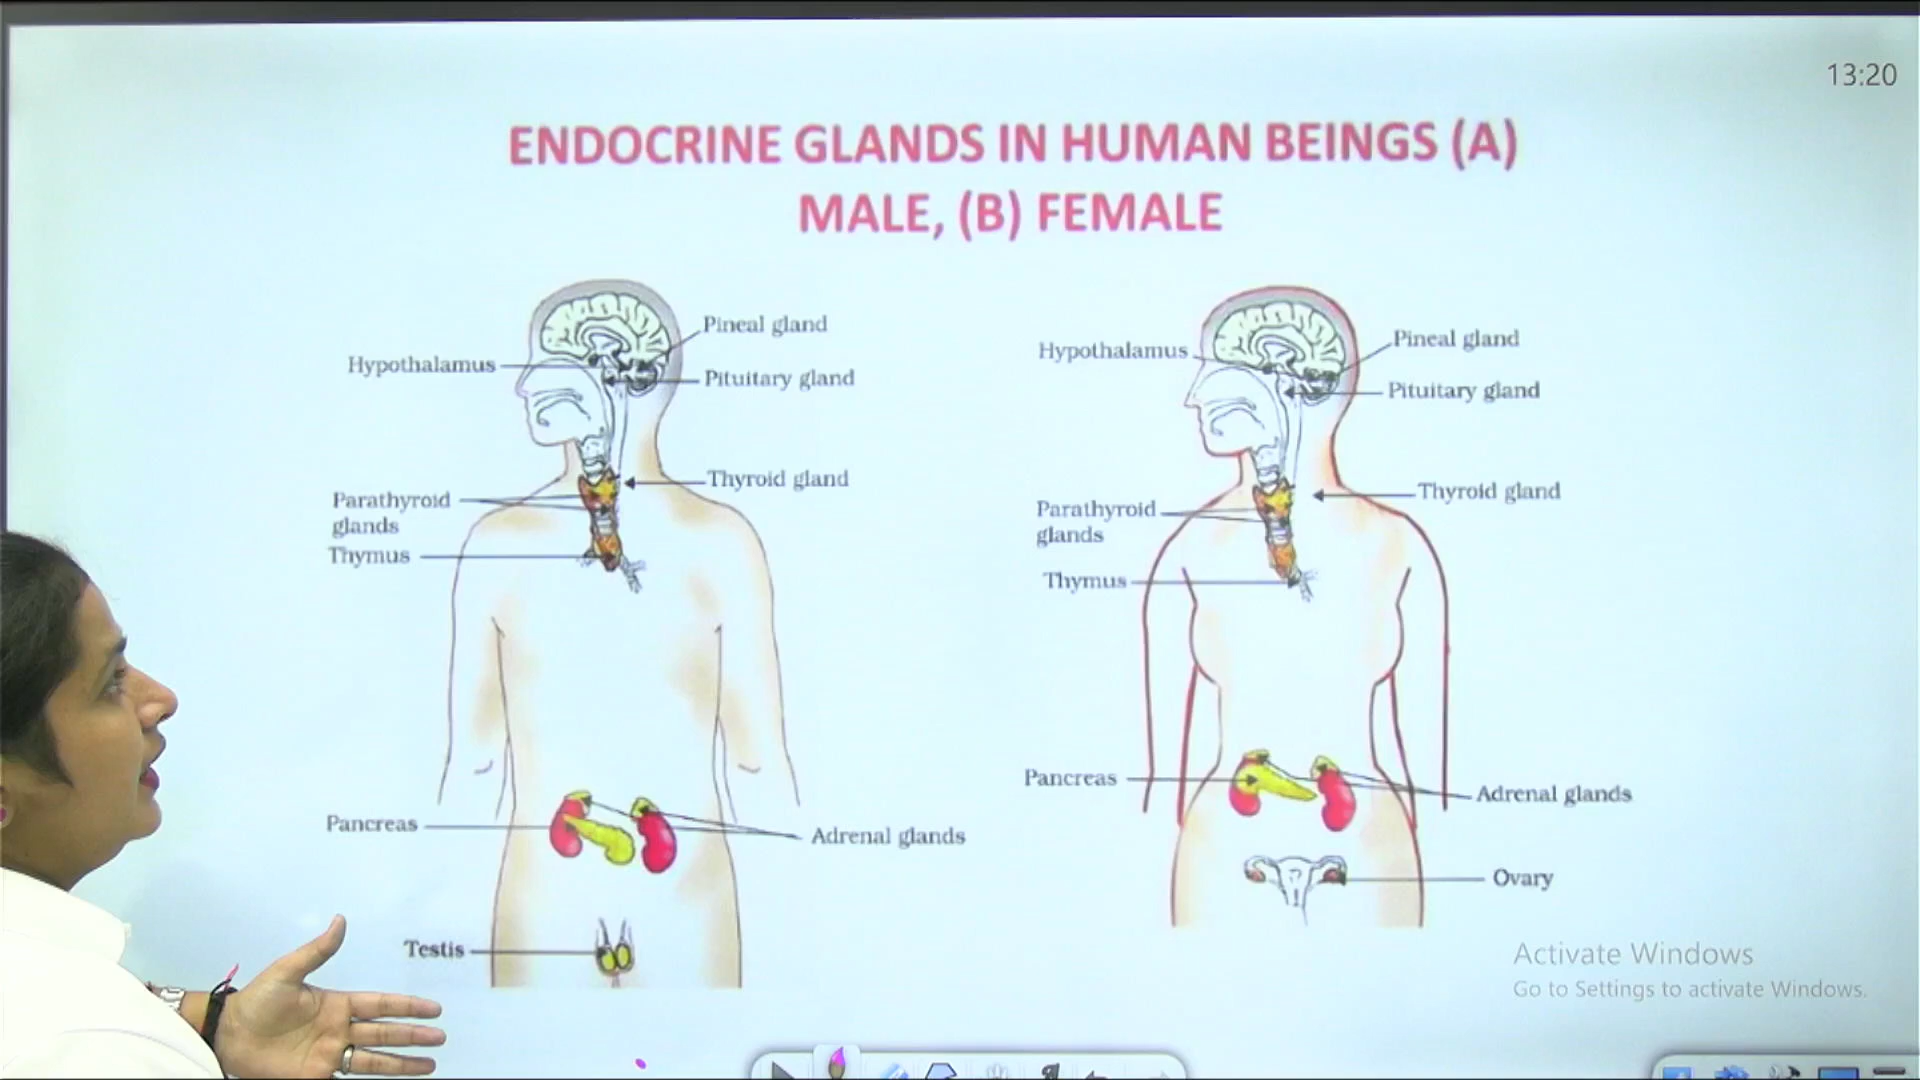 13:20
ENDOCRINE GLANDS IN HUMAN BEINGS (A)
MALE, (B) FEMALE
Pineal gland
Hypothalamus
Pituitary gland
Thyroid gland
Parathyroid
glands
Thymus
Pancreas
Adrenal glands
Testis
Pineal gland
Hypothalamus
Pituitary gland
Thyroid gland
Parathyroid
glands
Thymus
Pancreas
Adrenal glands
Ovary
Activate Windows
Go to Settings to activate Windows.